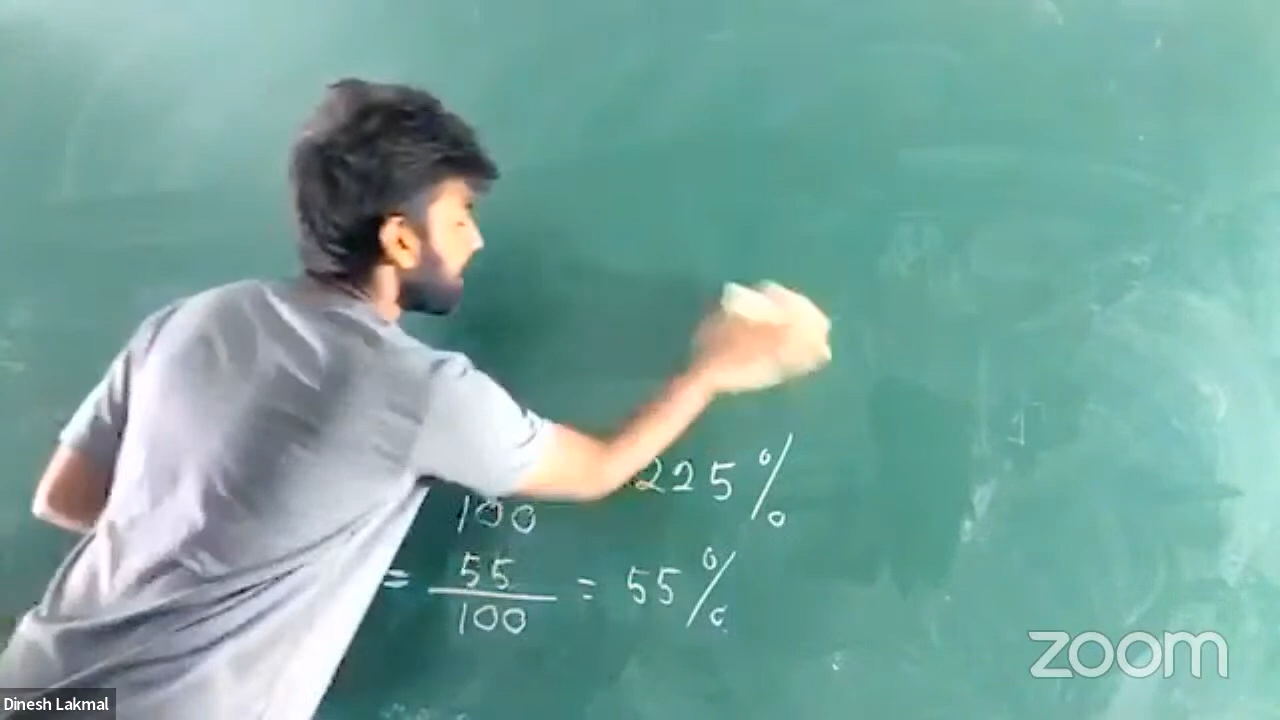 225 %
100
= 55/100 = 55 %
zoom
Dinesh Lakmal